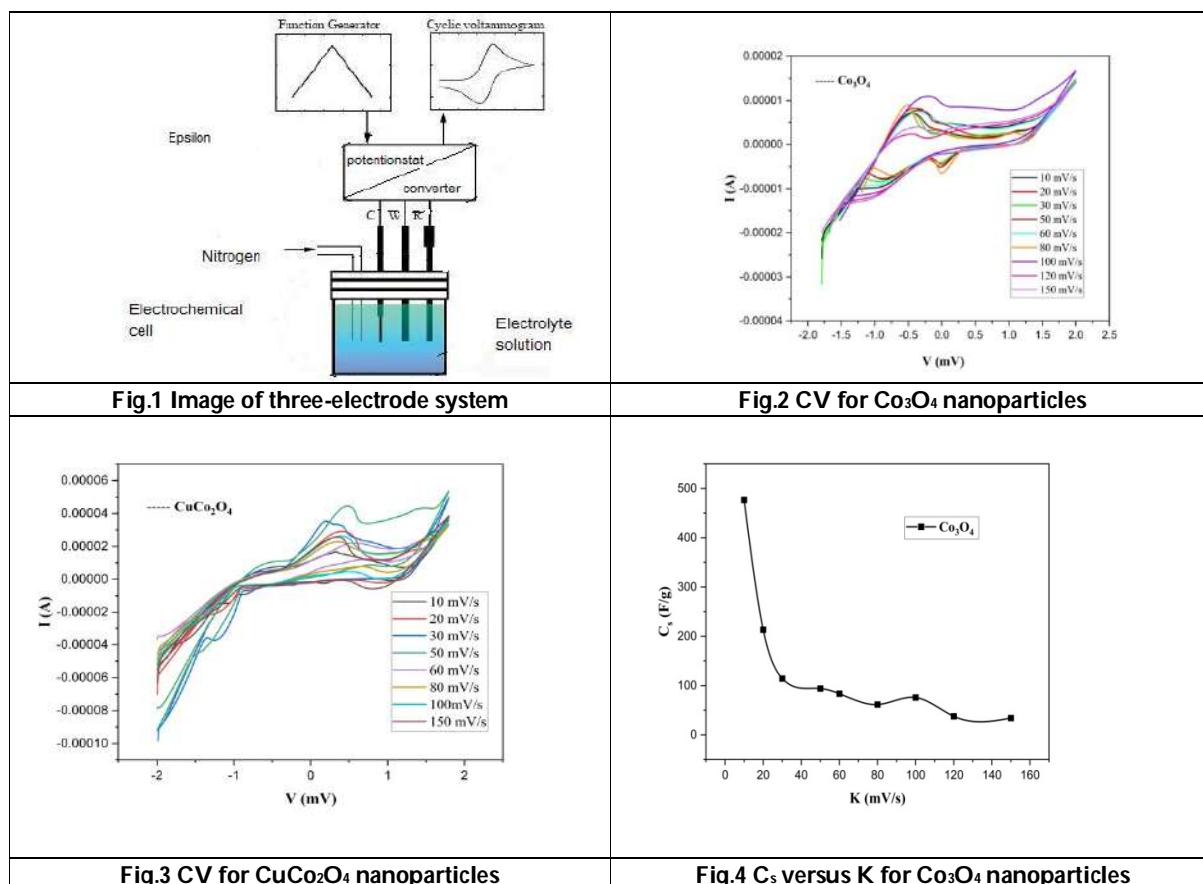 Function Generator
Cyclic voltammogram
Epsilon
potentionstat
converter
C W R
Nitrogen
Electrochemical
cell
Electrolyte
solution
Fig.1 Image of three-electrode system
0.00002
0.00001
0.00000
-0.00001
-0.00002
-0.00003
-0.00004
I (A)
---- Co₃O₄
10 mV/s
20 mV/s
30 mV/s
50 mV/s
60 mV/s
80 mV/s
100 mV/s
120 mV/s
150 mV/s
-2.0 -1.5 -1.0 -0.5 0.0 0.5 1.0 1.5 2.0 2.5
V (mV)
Fig.2 CV for Co₃O₄ nanoparticles
0.00006
0.00004
0.00002
0.00000
-0.00002
-0.00004
-0.00006
-0.00008
-0.00010
I (A)
---- CuCo₂O₄
10 mV/s
20 mV/s
30 mV/s
50 mV/s
60 mV/s
80 mV/s
100mV/s
150 mV/s
-2 -1 0 1 2
V (mV)
Fig.3 CV for CuCo₂O₄ nanoparticles
500
400
300
200
100
0
Cₛ (F/g)
Co₃O₄
0 20 40 60 80 100 120 140 160
K (mV/s)
Fig.4 Cₛ versus K for Co₃O₄ nanoparticles